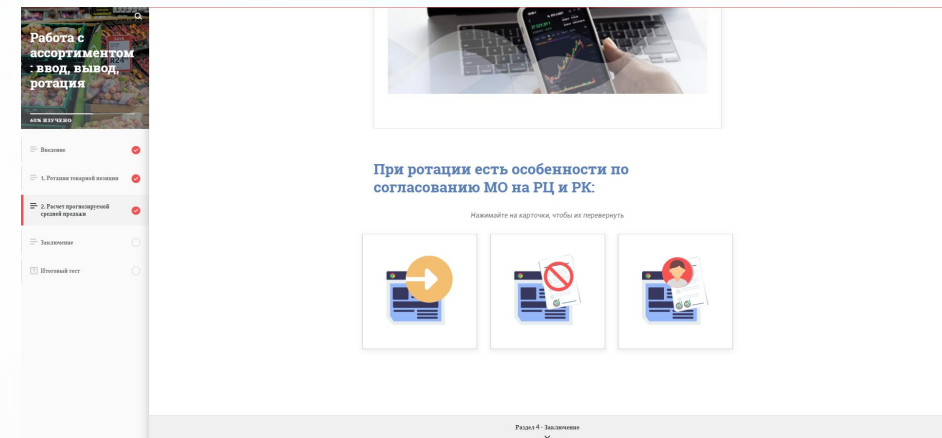 Работа с
ассортиментом
: ввод, вывод,
ротация
60% ИЗУЧЕНО
Введение
1. Ротация товарной позиции
2. Расчет прогнозируемой
средней продажи
Заключение
Итоговый тест
При ротации есть особенности по
согласованию МО на РЦ и РК:
Нажимайте на карточки, чтобы их перевернуть
Раздел 4 - Заключение